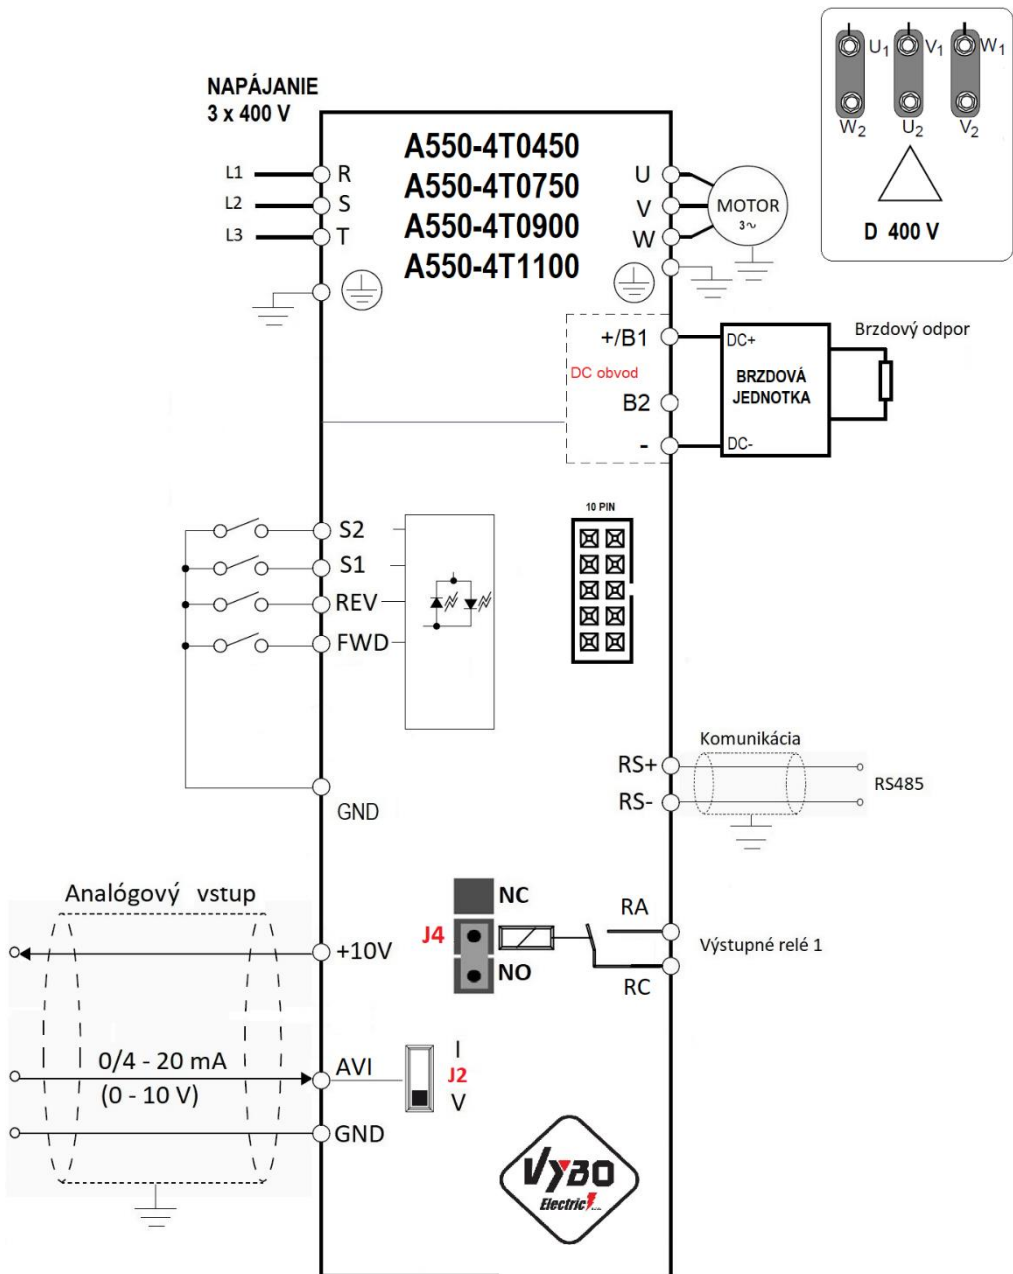 NAPÁJANIE
3 x 400 V
A550-4T0450
A550-4T0750
A550-4T0900
A550-4T1100
L1
L2
L3
R
S
T
U
V
W
MOTOR
3~
U1
V1
W1
W2
U2
V2
D 400 V
+/B1
DC obvod
B2
-
DC+
BRZDOVÁ
JEDNOTKA
DC-
Brzdový odpor
S2
S1
REV
FWD
GND
10 PIN
Komunikácia
RS+
RS-
RS485
Analógový vstup
+10V
0/4 - 20 mA
(0 - 10 V)
AVI
GND
NC
J4
NO
RA
RC
Výstupné relé 1
I
J2
V
VYBO
Electric